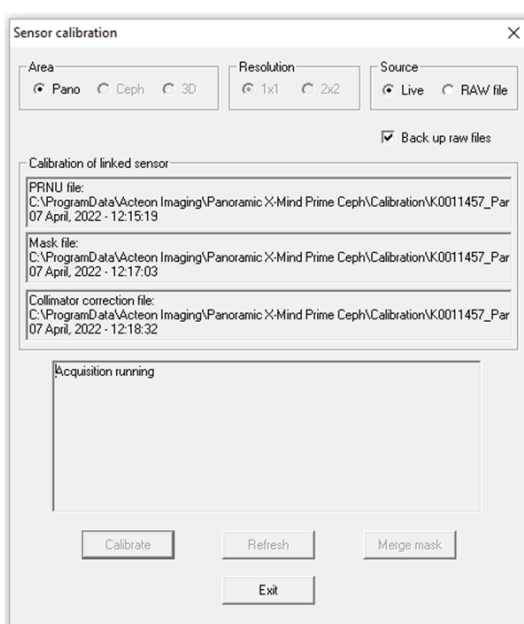 Sensor calibration
Area
Pano Ceph 3D
Resolution
1x1 2x2
Source
Live RAW file
Back up raw files
Calibration of linked sensor
PRNU file:
C:\ProgramData\Acteon Imaging\Panoramic X-Mind Prime Ceph\Calibration\K0011457_Par
07 April, 2022 - 12:15:19
Mask file:
C:\ProgramData\Acteon Imaging\Panoramic X-Mind Prime Ceph\Calibration\K0011457_Par
07 April, 2022 - 12:17:03
Collimator correction file:
C:\ProgramData\Acteon Imaging\Panoramic X-Mind Prime Ceph\Calibration\K0011457_Par
07 April, 2022 - 12:18:32
Acquisition running
Calibrate Refresh Merge mask
Exit